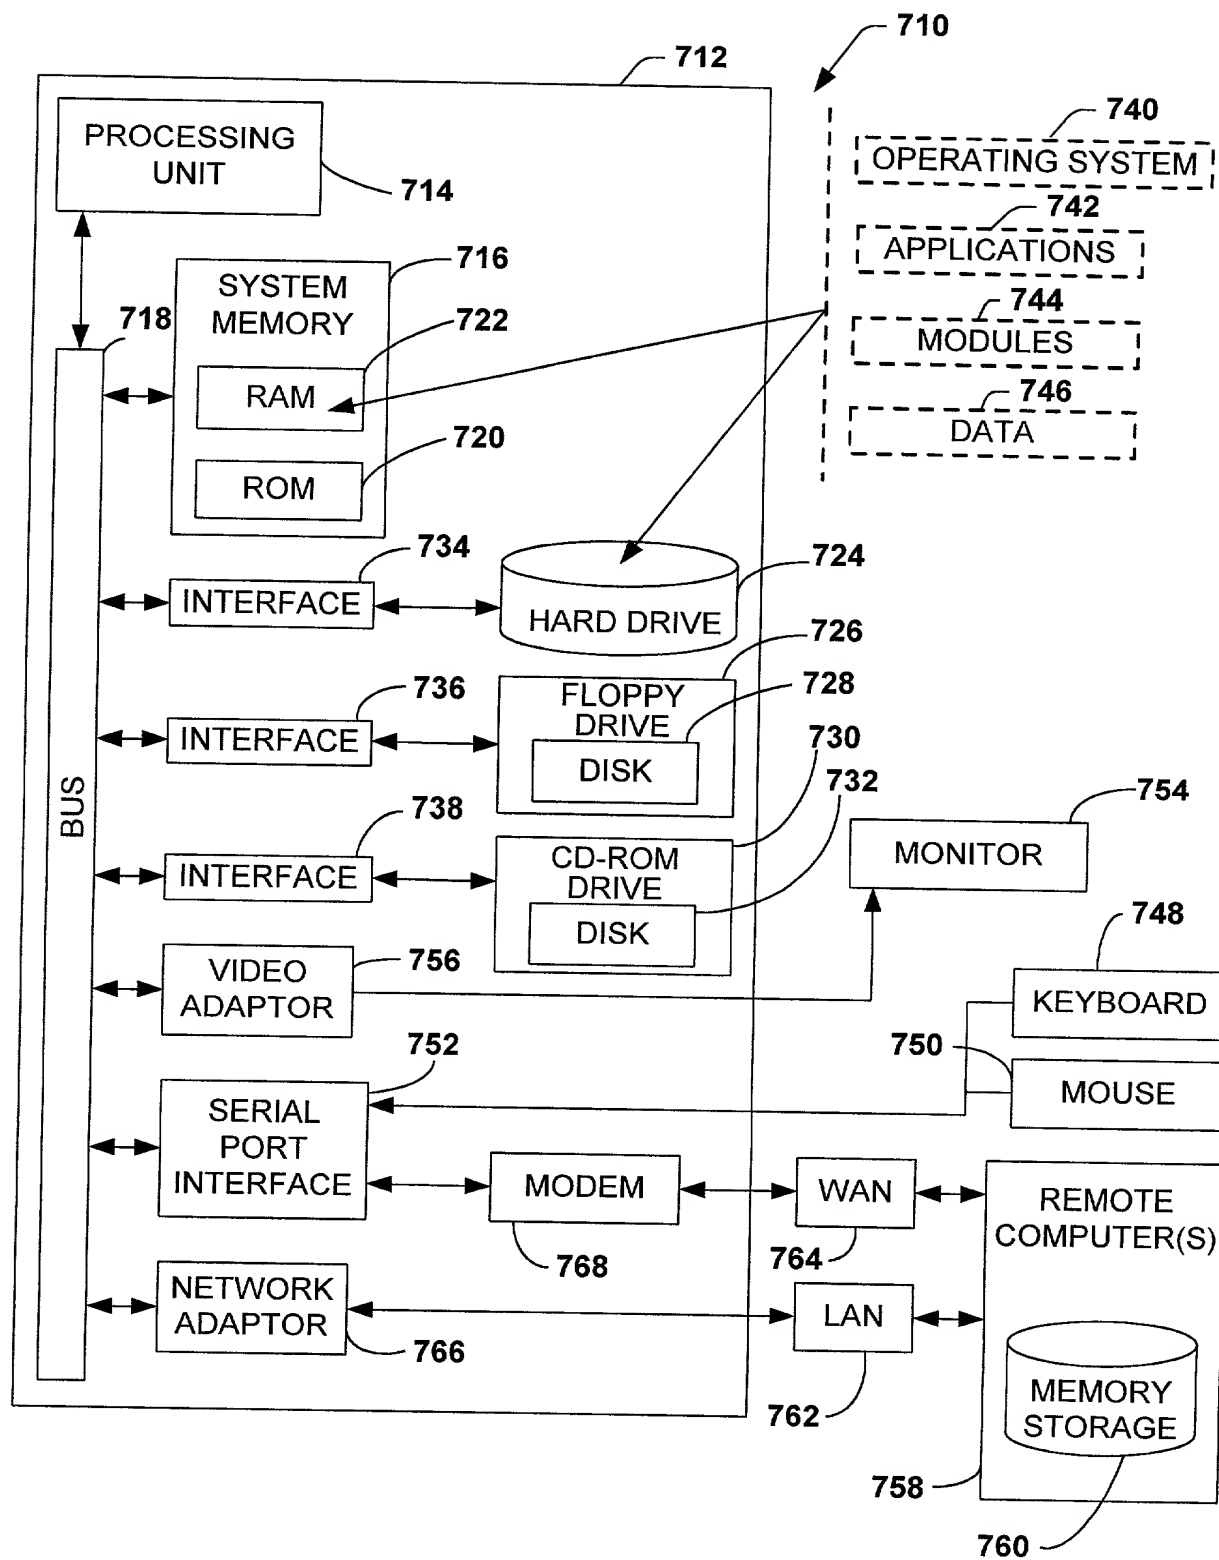 710
712
740
PROCESSING
UNIT
OPERATING SYSTEM
714
742
APPLICATIONS
716
SYSTEM
MEMORY
718
722
744
MODULES
RAM
746
DATA
720
ROM
734
724
INTERFACE
HARD DRIVE
726
736
728
FLOPPY
DRIVE
INTERFACE
730
DISK
732
754
BUS
738
MONITOR
CD-ROM
DRIVE
INTERFACE
748
DISK
756
VIDEO
ADAPTOR
KEYBOARD
752
750
MOUSE
SERIAL
PORT
INTERFACE
MODEM
WAN
REMOTE
COMPUTER(S)
768
764
NETWORK
ADAPTOR
LAN
766
762
MEMORY
STORAGE
758
760